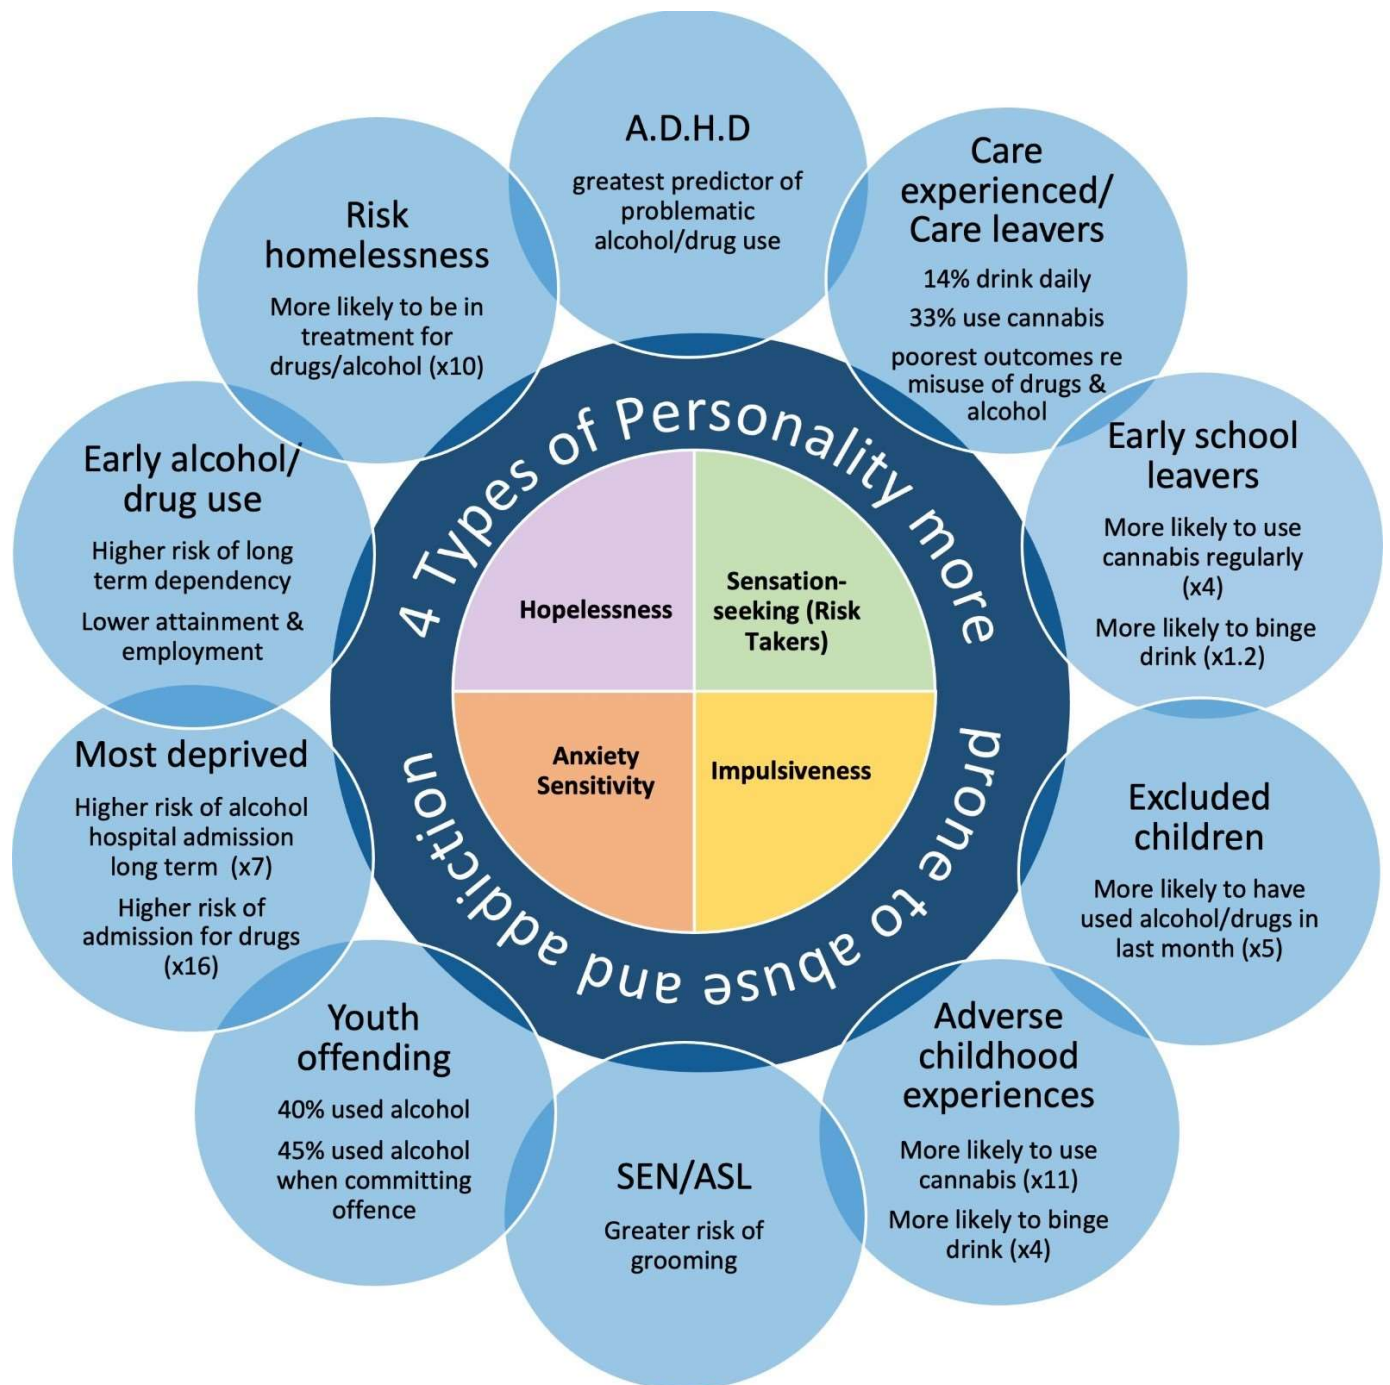 A.D.H.D
greatest predictor of
problematic
alcohol/drug use
Care
experienced/
Care leavers
14% drink daily
33% use cannabis
poorest outcomes re
misuse of drugs &
alcohol
Early school
leavers
More likely to use
cannabis regularly
(x4)
More likely to binge
drink (x1.2)
Excluded
children
More likely to have
used alcohol/drugs in
last month (x5)
Adverse
childhood
experiences
More likely to use
cannabis (x11)
More likely to binge
drink (x4)
SEN/ASL
Greater risk of
grooming
Youth
offending
40% used alcohol
45% used alcohol
when committing
offence
Most deprived
Higher risk of alcohol
hospital admission
long term (x7)
Higher risk of
admission for drugs
(x16)
Early alcohol/
drug use
Higher risk of long
term dependency
Lower attainment &
employment
Risk
homelessness
More likely to be in
treatment for
drugs/alcohol (x10)
4 Types of Personality more
prone to abuse and addiction
Hopelessness
Sensation-
seeking (Risk
Takers)
Anxiety
Sensitivity
Impulsiveness